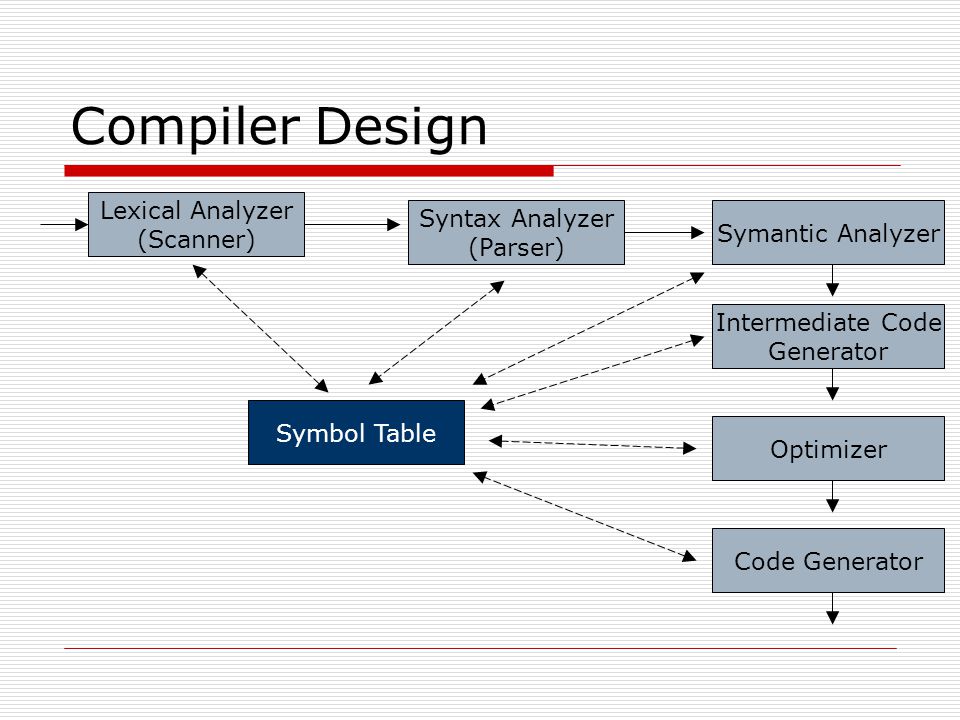 Compiler Design
Lexical Analyzer
(Scanner)
Syntax Analyzer
(Parser)
Symantic Analyzer
Intermediate Code
Generator
Symbol Table
Optimizer
Code Generator